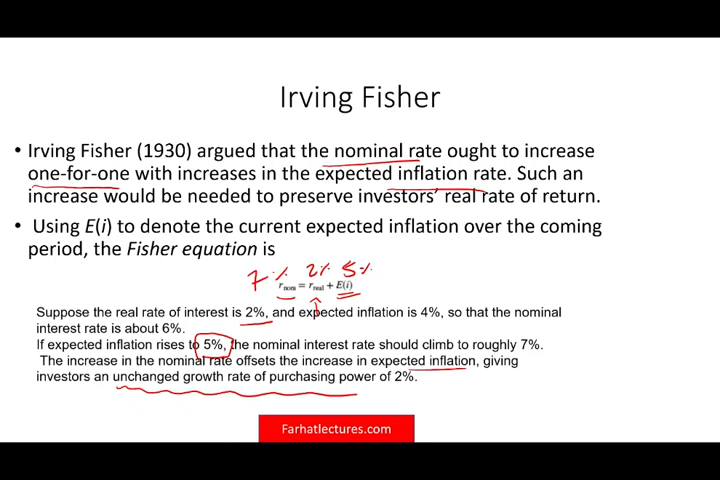 Irving Fisher
• Irving Fisher (1930) argued that the nominal rate ought to increase
one-for-one with increases in the expected inflation rate. Such an
increase would be needed to preserve investors' real rate of return.
• Using E(i) to denote the current expected inflation over the coming
period, the Fisher equation is
7% 2% 5%
rnom = rreal + E(i)
Suppose the real rate of interest is 2%, and expected inflation is 4%, so that the nominal
interest rate is about 6%.
If expected inflation rises to 5%, the nominal interest rate should climb to roughly 7%.
The increase in the nominal rate offsets the increase in expected inflation, giving
investors an unchanged growth rate of purchasing power of 2%.
Farhatlectures.com